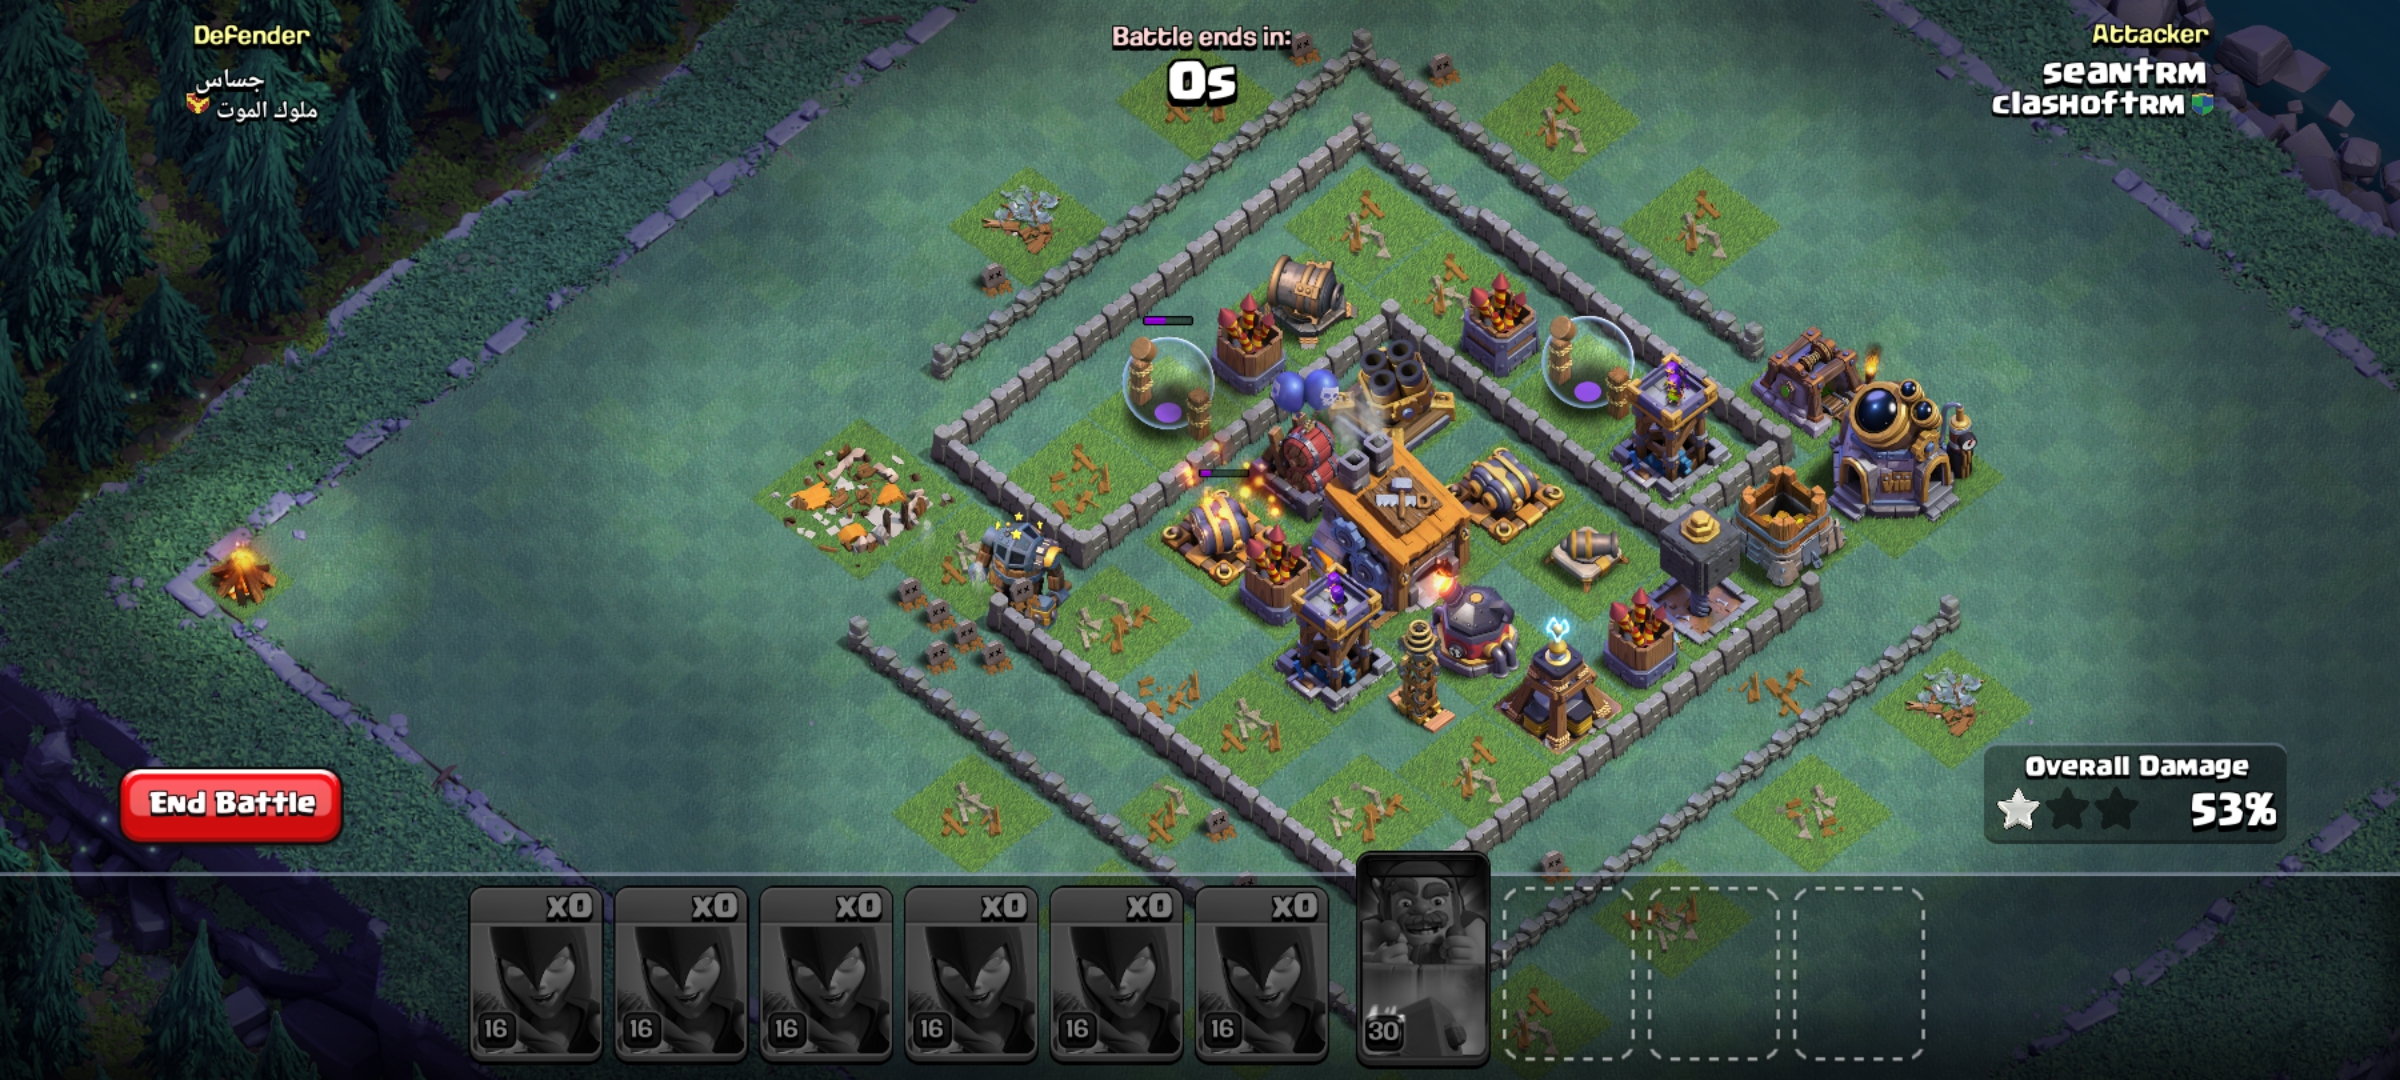 Defender
جساس
ملوك الموت
Battle ends in:
0s
Attacker
seantRM
clashoftRM
End Battle
Overall Damage
53%
x0
x0
x0
x0
x0
x0
16
16
16
16
16
16
30